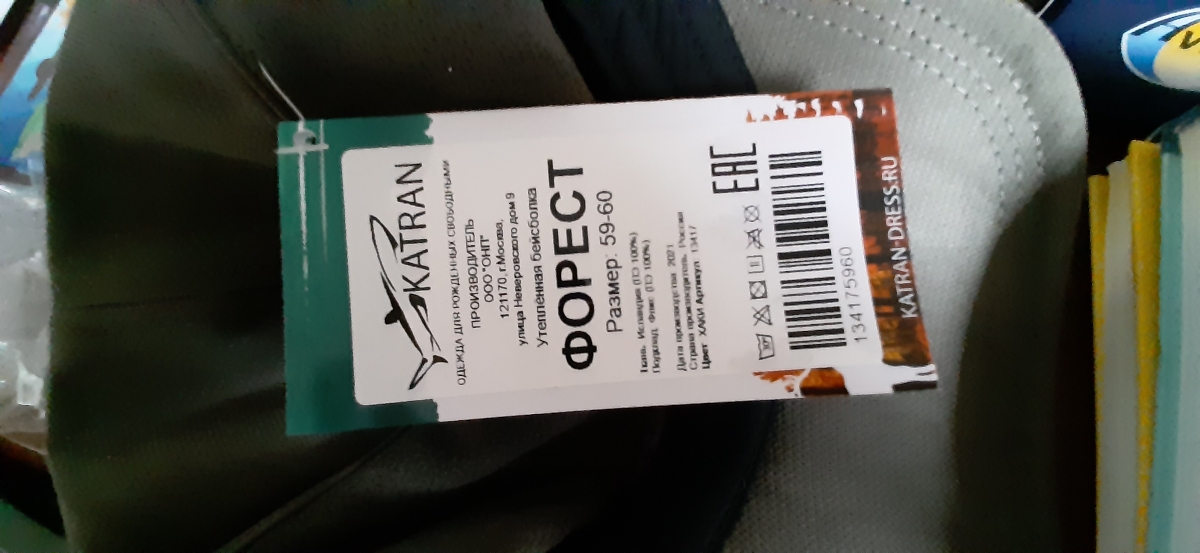 KATRAN
ОДЕЖДА ДЛЯ РОЖДЕННЫХ СВОБОДНЫМИ
ПРОИЗВОДИТЕЛЬ
ООО "ОНП"
121170, г.Москва,
улица Неверовского дом 9
Утеплённая бейсболка
ФОРЕСТ
Размер: 59-60
Ткань: Исландия (ПЭ 100%)
Подклад: Флис (ПЭ 100%)
Дата производства: 2021
Страна производитель: Россия
Цвет: ХАКИ Артикул: 13417
EAC
134175960
KATRAN-DRESS.RU